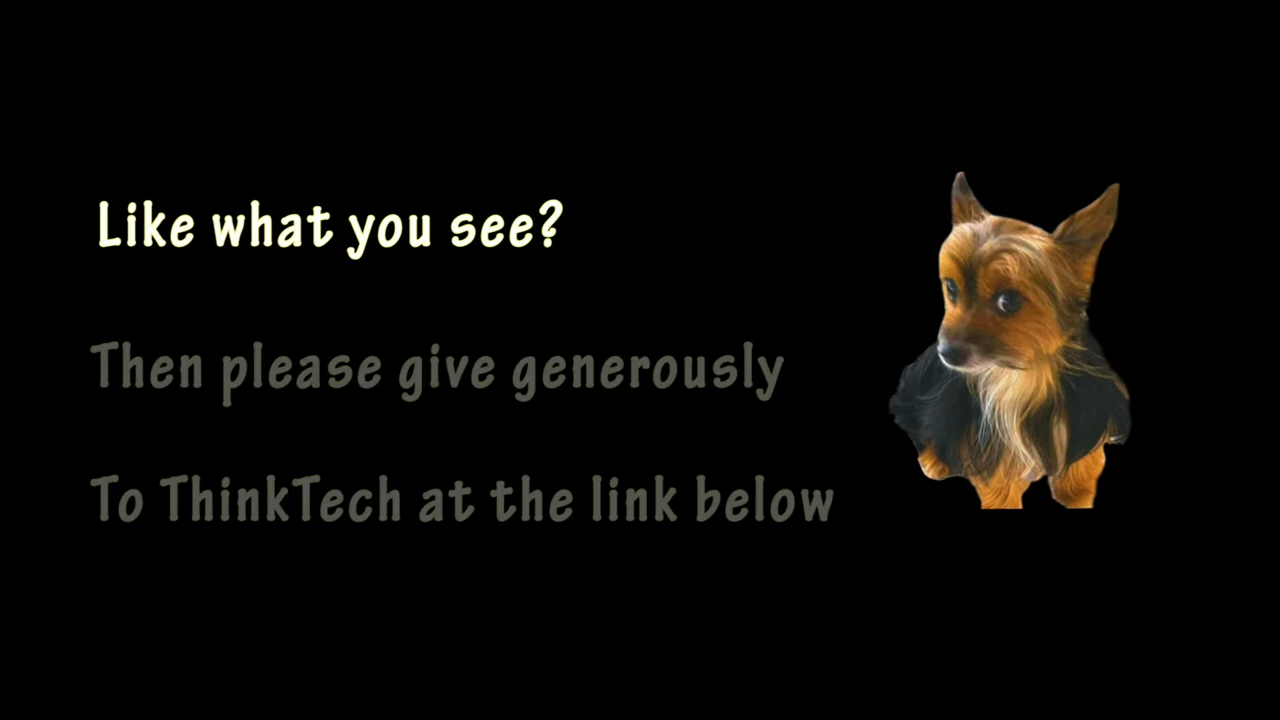 Like what you see?
Then please give generously
To ThinkTech at the link below